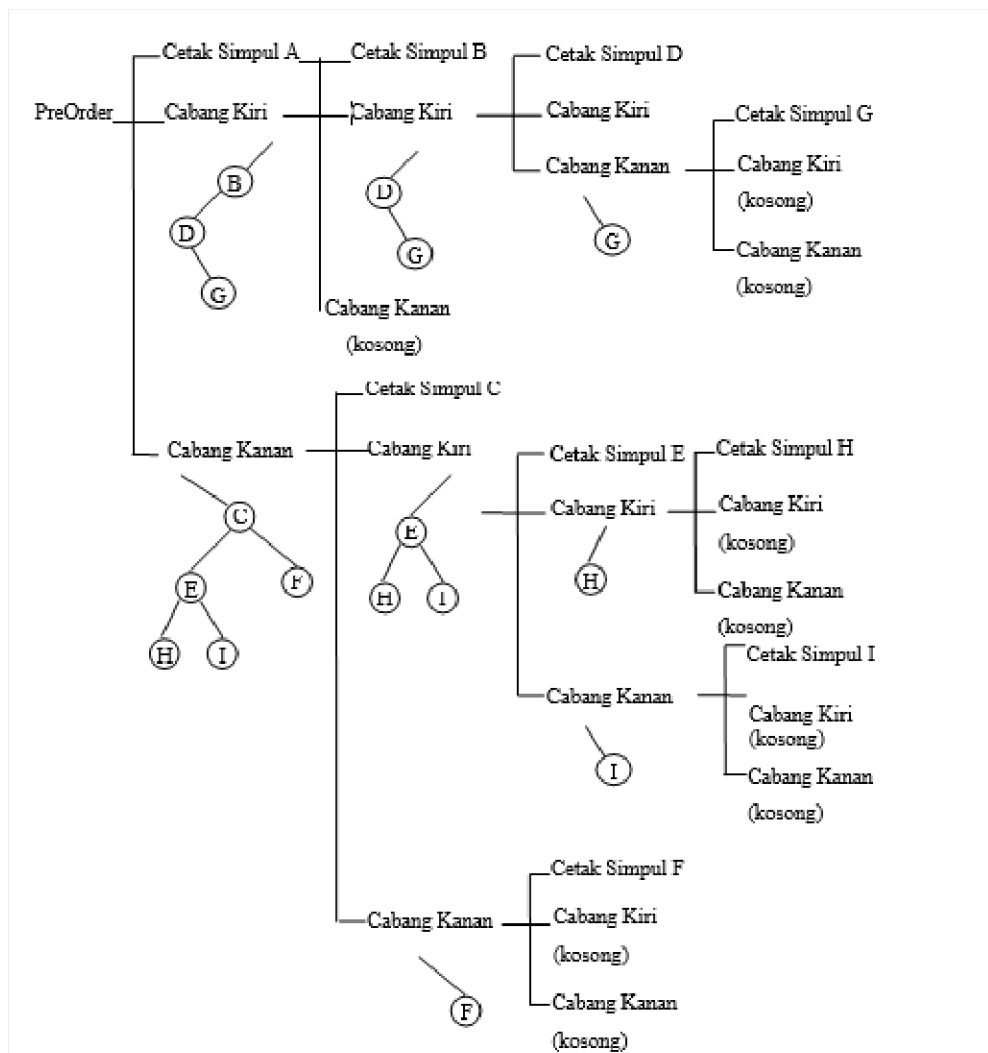 Cetak Simpul A
Cetak Simpul B
Cetak Simpul D
PreOrder
Cabang Kiri
Cabang Kiri
Cabang Kiri
Cetak Simpul G
Cabang Kanan
Cabang Kiri
(kosong)
B
D
G
D
G
G
Cabang Kanan
(kosong)
Cabang Kanan
(kosong)
Cetak Simpul C
Cabang Kanan
Cabang Kiri
Cetak Simpul E
Cetak Simpul H
Cabang Kiri
Cabang Kiri
(kosong)
C
E
F
H
I
E
H
I
H
Cabang Kanan
(kosong)
Cetak Simpul I
Cabang Kanan
Cabang Kiri
(kosong)
I
Cabang Kanan
(kosong)
Cetak Simpul F
Cabang Kanan
Cabang Kiri
(kosong)
F
Cabang Kanan
(kosong)